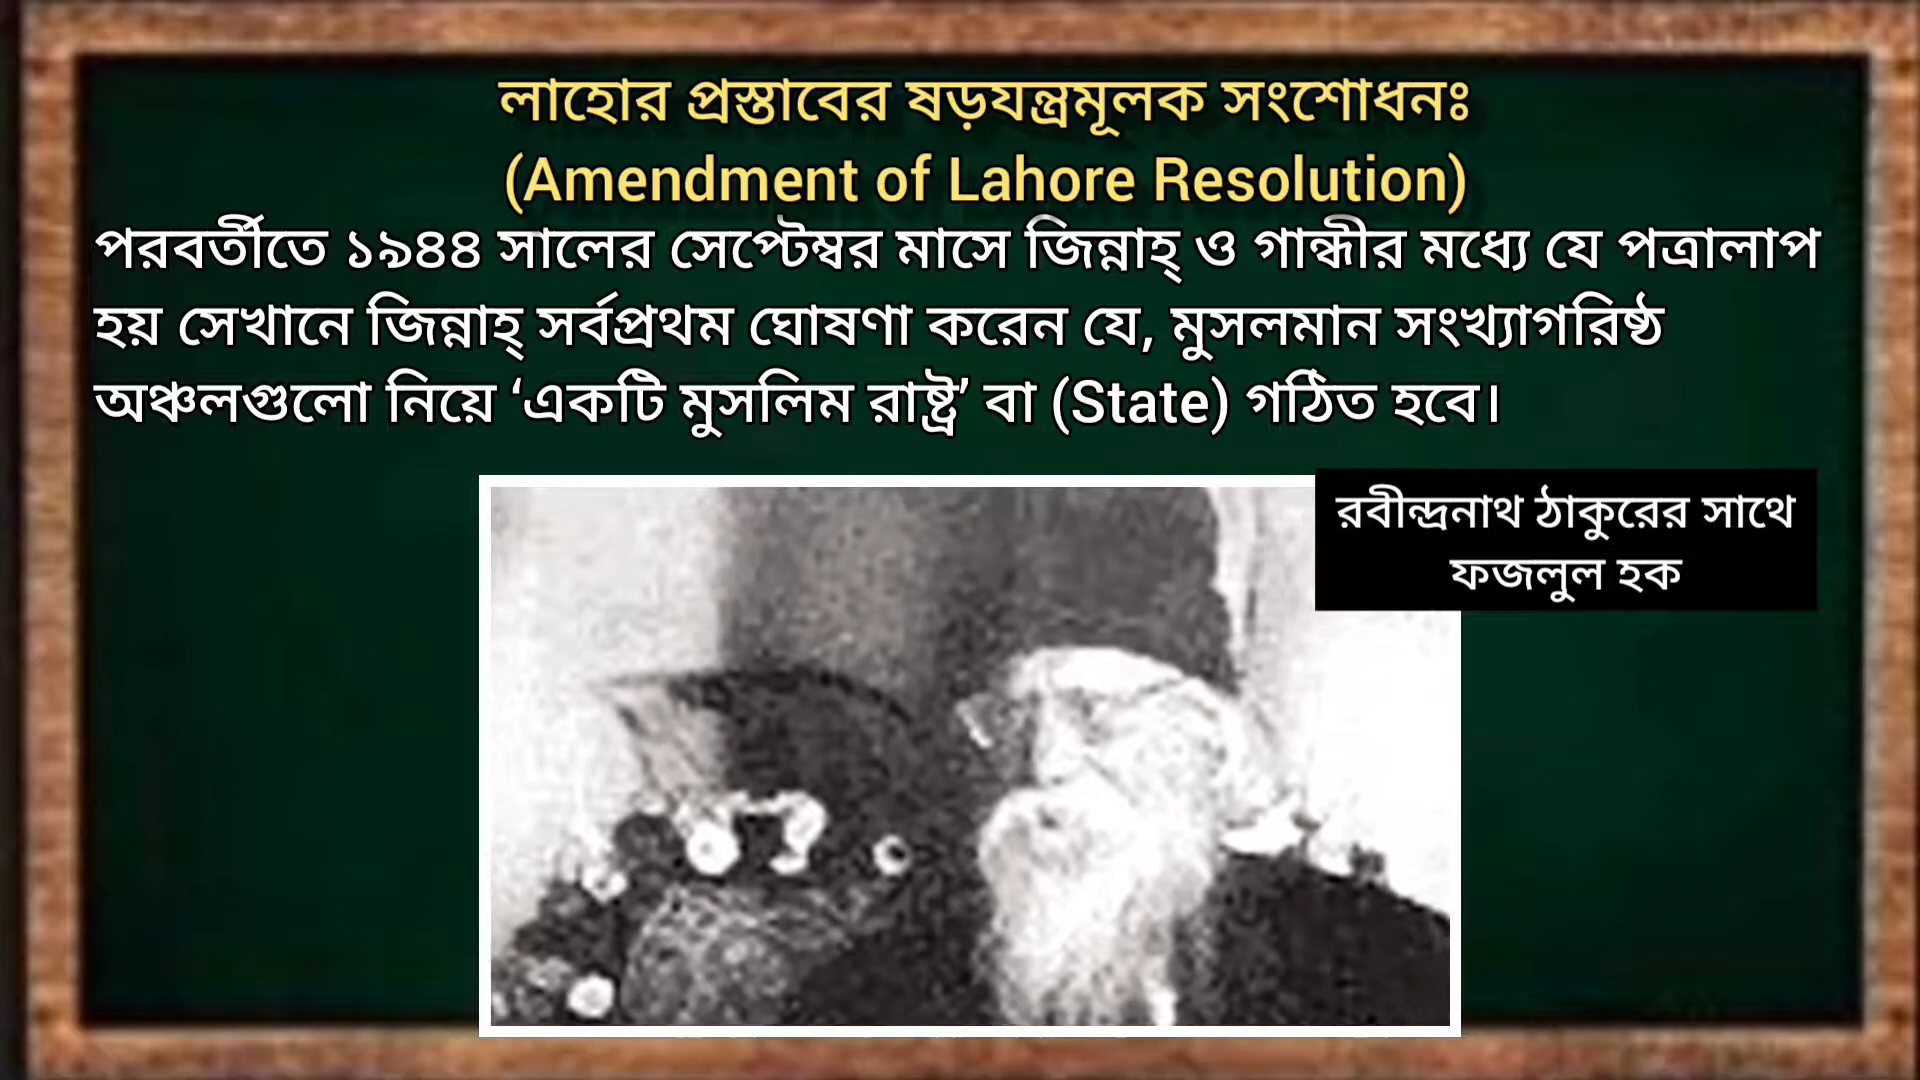 লাহোর প্রস্তাবের ষড়যন্ত্রমূলক সংশোধনঃ
(Amendment of Lahore Resolution)
পরবর্তীতে ১৯৪৪ সালের সেপ্টেম্বর মাসে জিন্নাহ্ ও গান্ধীর মধ্যে যে পত্রালাপ
হয় সেখানে জিন্নাহ্ সর্বপ্রথম ঘোষণা করেন যে, মুসলমান সংখ্যাগরিষ্ঠ
অঞ্চলগুলো নিয়ে ‘একটি মুসলিম রাষ্ট্র’ বা (State) গঠিত হবে।
রবীন্দ্রনাথ ঠাকুরের সাথে
ফজলুল হক